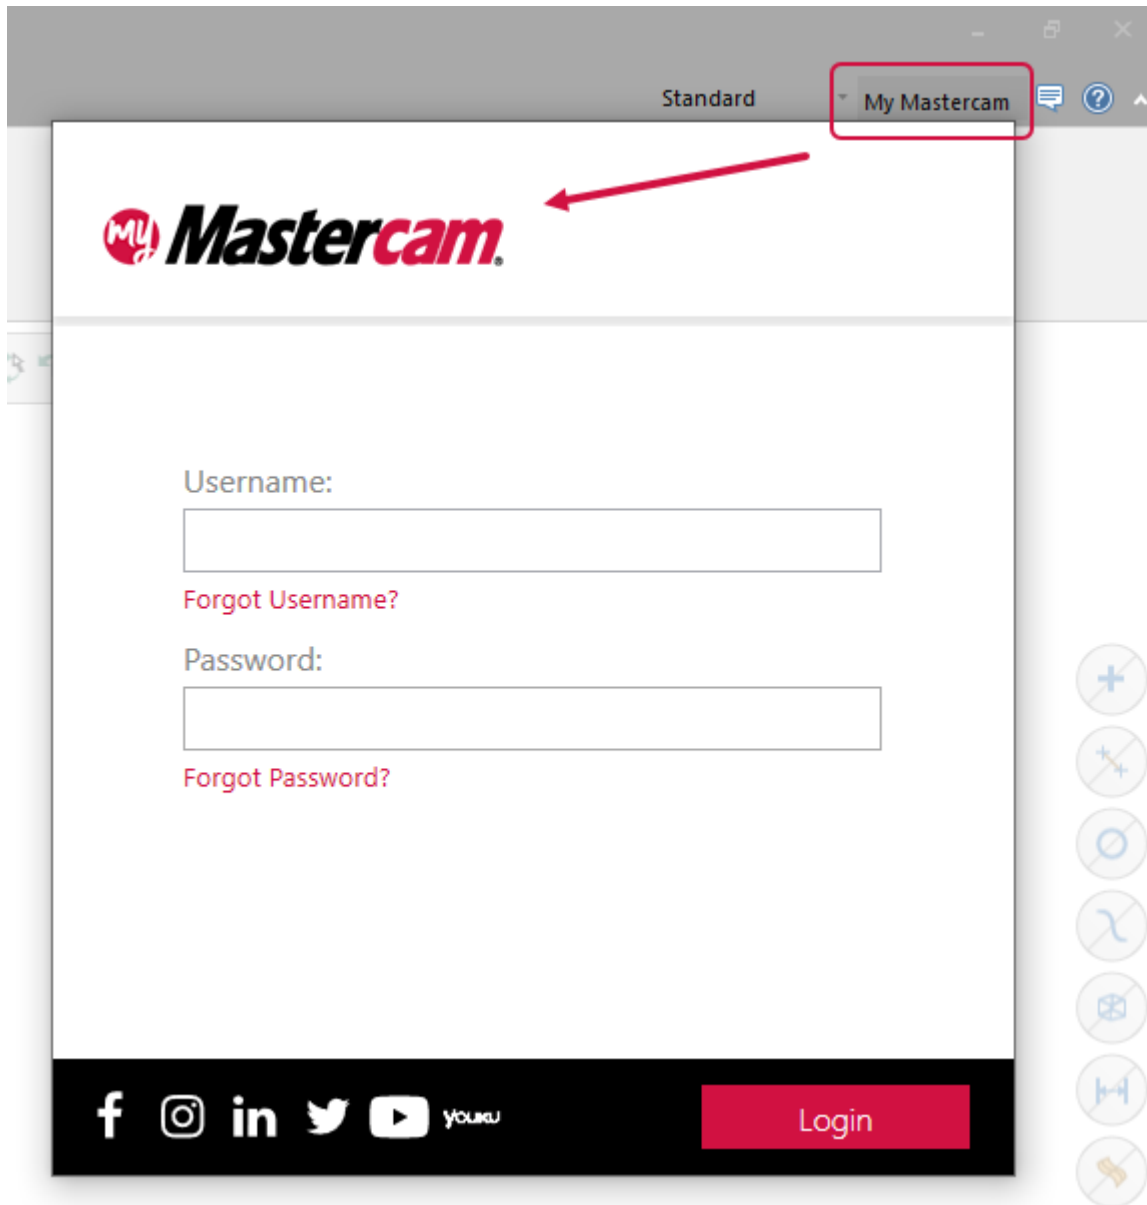 Standard My Mastercam
my Mastercam®
Username:
Forgot Username?
Password:
Forgot Password?
f in YOUKU
Login